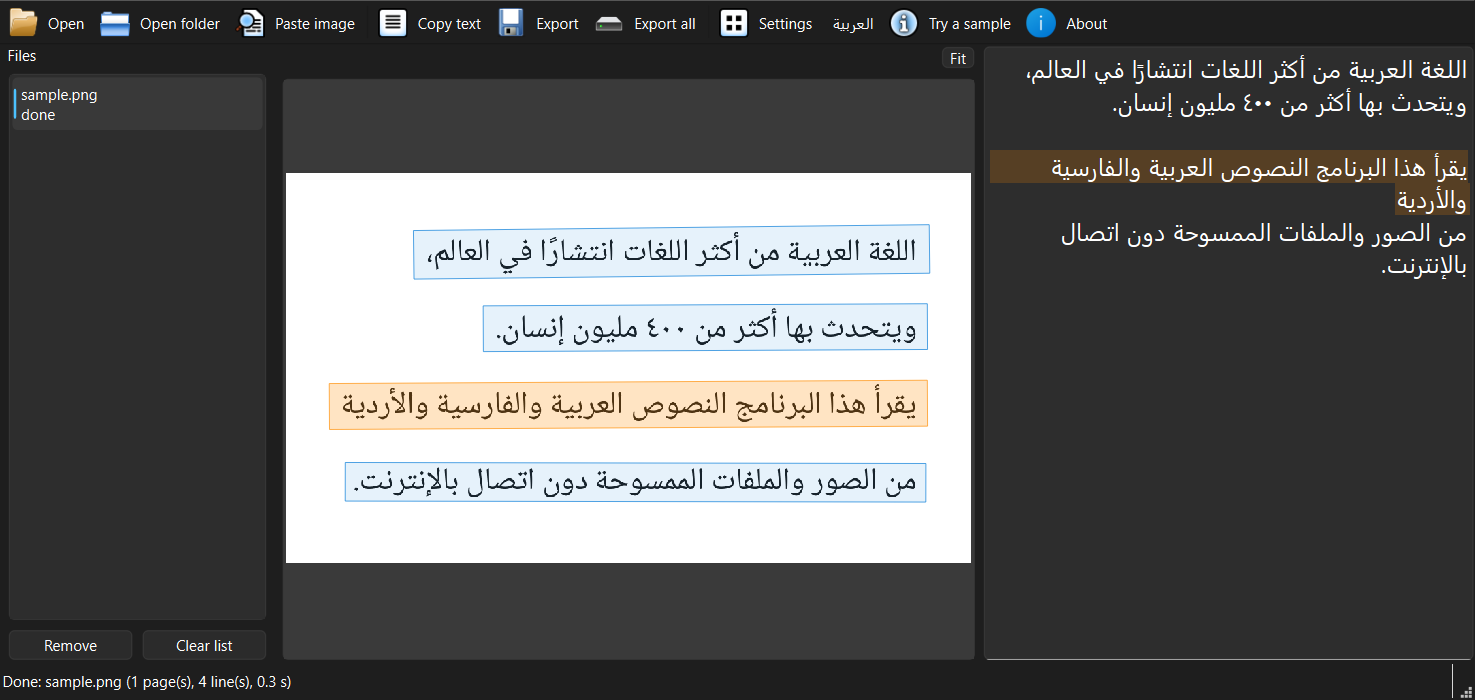 Open
Open folder
Paste image
Copy text
Export
Export all
Settings
العربية
Try a sample
About
Files
Fit
sample.png
done
اللغة العربية من أكثر اللغات انتشارًا في العالم،
ويتحدث بها أكثر من ٤٠٠ مليون إنسان.
يقرأ هذا البرنامج النصوص العربية والفارسية والأردية
من الصور والملفات الممسوحة دون اتصال بالإنترنت.
اللغة العربية من أكثر اللغات انتشارًا في العالم،
ويتحدث بها أكثر من ٤٠٠ مليون إنسان.
يقرأ هذا البرنامج النصوص العربية والفارسية
والأردية
من الصور والملفات الممسوحة دون اتصال
بالإنترنت.
Remove
Clear list
Done: sample.png (1 page(s), 4 line(s), 0.3 s)